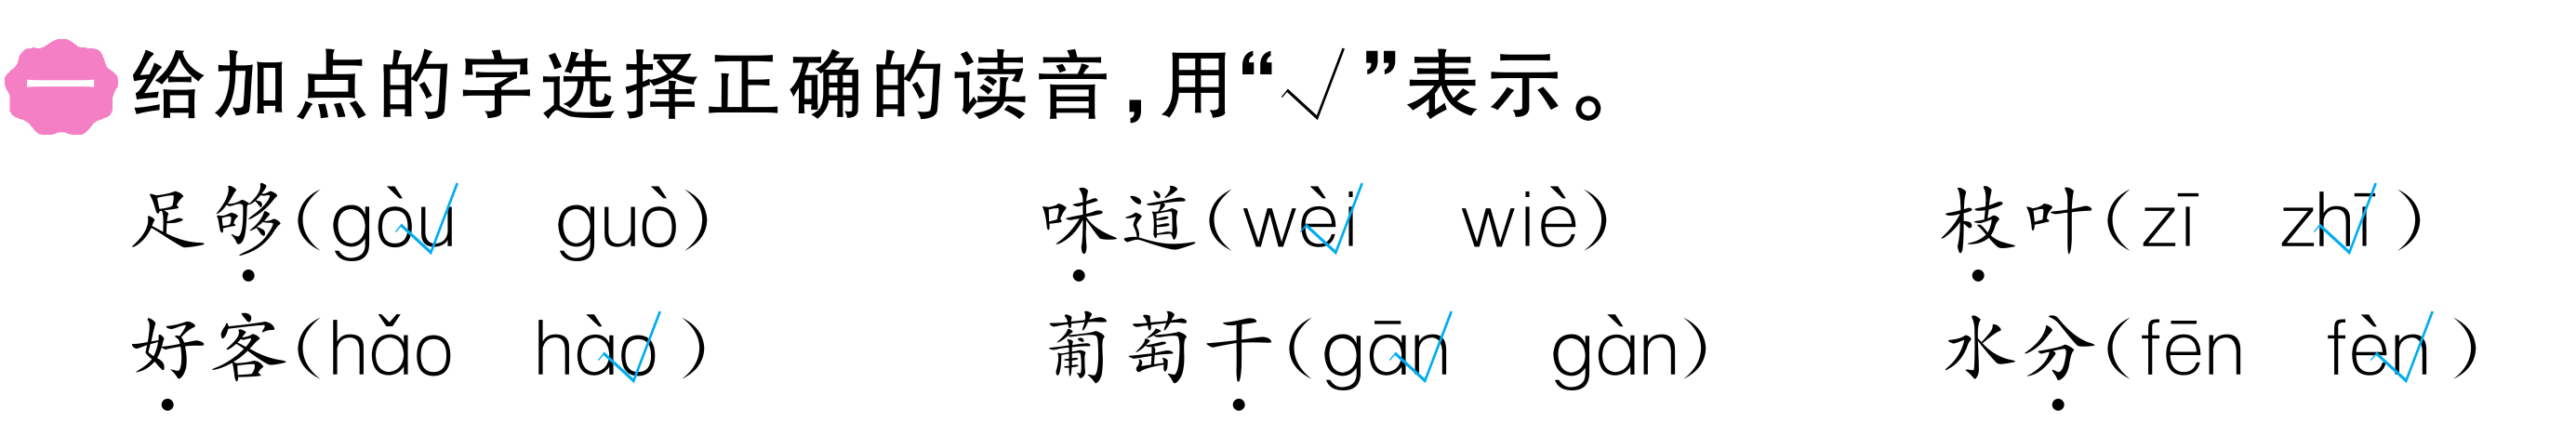 一 给加点的字选择正确的读音,用“√”表示。
足够(gòu√ guò) 味道(wèi√ wiè) 枝叶(zī zhī√)
好客(hǎo hào√) 葡萄干(gān√ gàn) 水分(fēn fèn√)